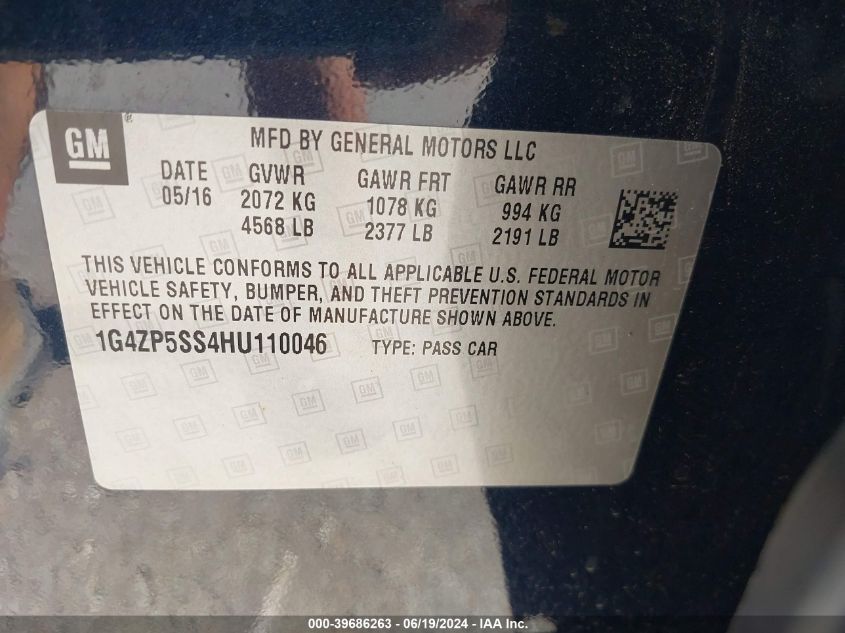 GM ®
MFD BY GENERAL MOTORS LLC
DATE GVWR GAWR FRT GAWR RR
05/16 2072 KG 1078 KG 994 KG
4568 LB 2377 LB 2191 LB
THIS VEHICLE CONFORMS TO ALL APPLICABLE U.S. FEDERAL MOTOR
VEHICLE SAFETY, BUMPER, AND THEFT PREVENTION STANDARDS IN
EFFECT ON THE DATE OF MANUFACTURE SHOWN ABOVE.
1G4ZP5SS4HU110046 TYPE: PASS CAR
000-39686263 - 06/19/2024 - IAA Inc.